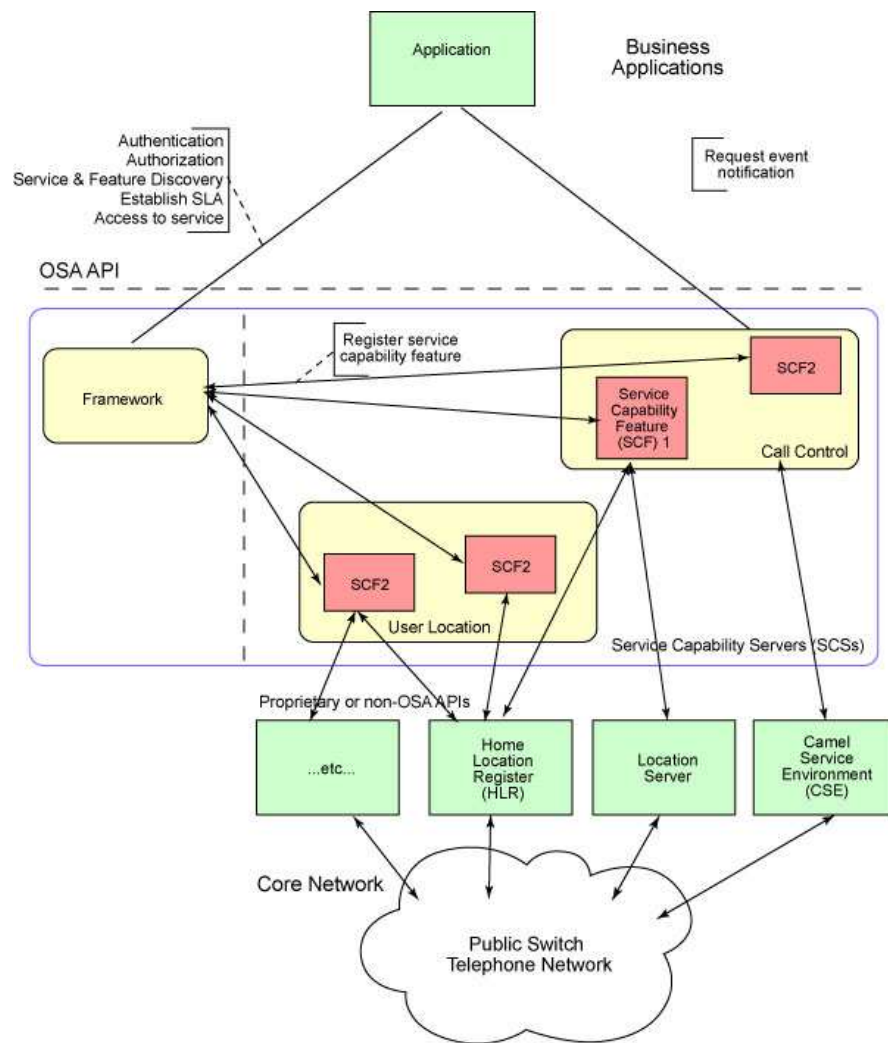 Application
Business
Applications
Authentication
Authorization
Service & Feature Discovery
Establish SLA
Access to service
Request event
notification
OSA API
Register service
capability feature
Framework
SCF2
Service
Capability
Feature
(SCF) 1
Call Control
SCF2
SCF2
User Location
Service Capability Servers (SCSs)
Proprietary or non-OSA APIs
...etc...
Home
Location
Register
(HLR)
Location
Server
Camel
Service
Environment
(CSE)
Core Network
Public Switch
Telephone Network